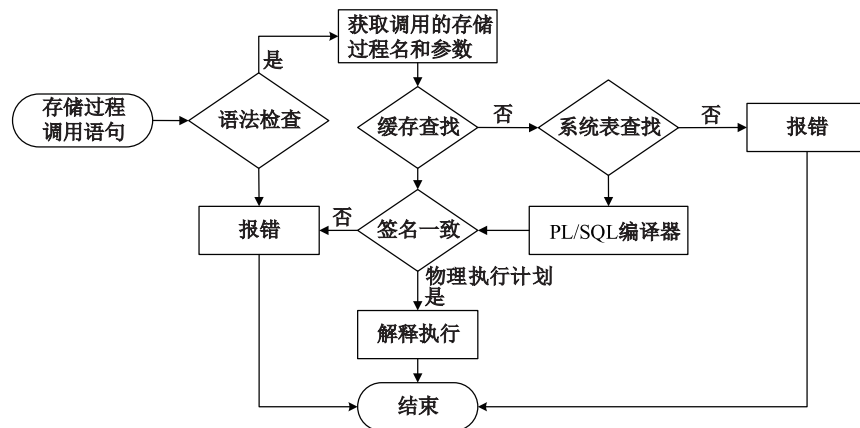 获取调用的存储
过程名和参数
是
存储过程
调用语句
语法检查
缓存查找
否
系统表查找
否
报错
报错
否
签名一致
PL/SQL编译器
物理执行计划
是
解释执行
结束